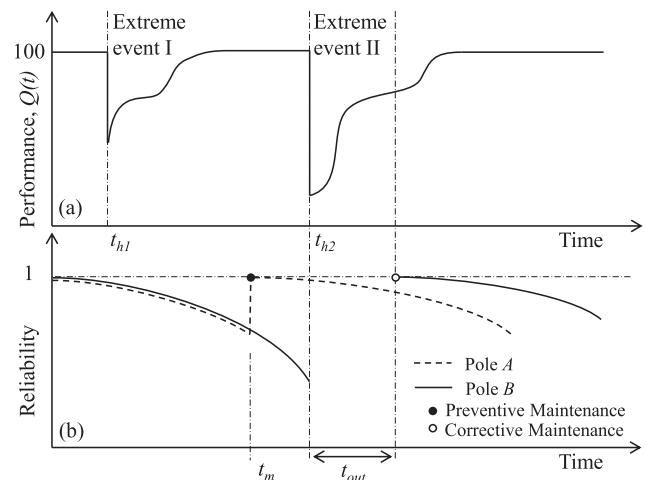 Extreme
event I
Extreme
event II
100
Performance, Q(t)
(a)
t_h1
t_h2
Time
1
Reliability
Pole A
Pole B
Preventive Maintenance
Corrective Maintenance
(b)
Time
t_m
t_out